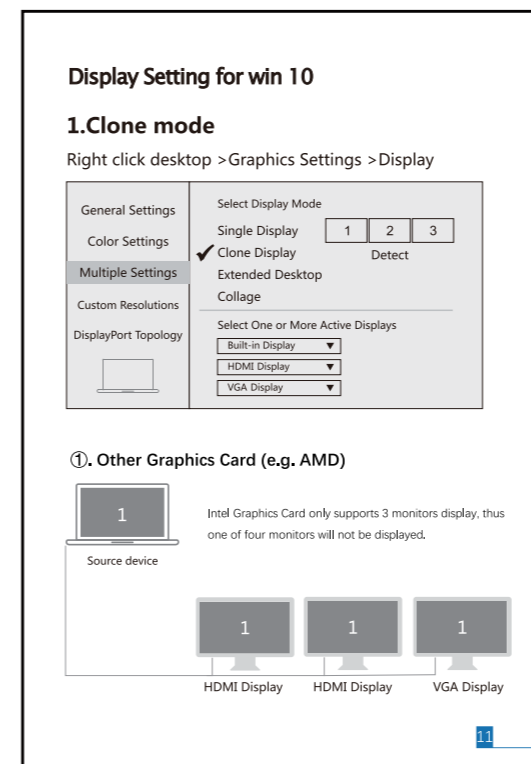 Display Setting for win 10
1.Clone mode
Right click desktop >Graphics Settings >Display
General Settings
Color Settings
Multiple Settings
Custom Resolutions
DisplayPort Topology
Select Display Mode
Single Display
1 2 3
✔ Clone Display
Detect
Extended Desktop
Collage
Select One or More Active Displays
Built-in Display ▼
HDMI Display ▼
VGA Display ▼
①. Other Graphics Card (e.g. AMD)
1
Source device
Intel Graphics Card only supports 3 monitors display, thus
one of four monitors will not be displayed.
1 1 1
HDMI Display HDMI Display VGA Display
11